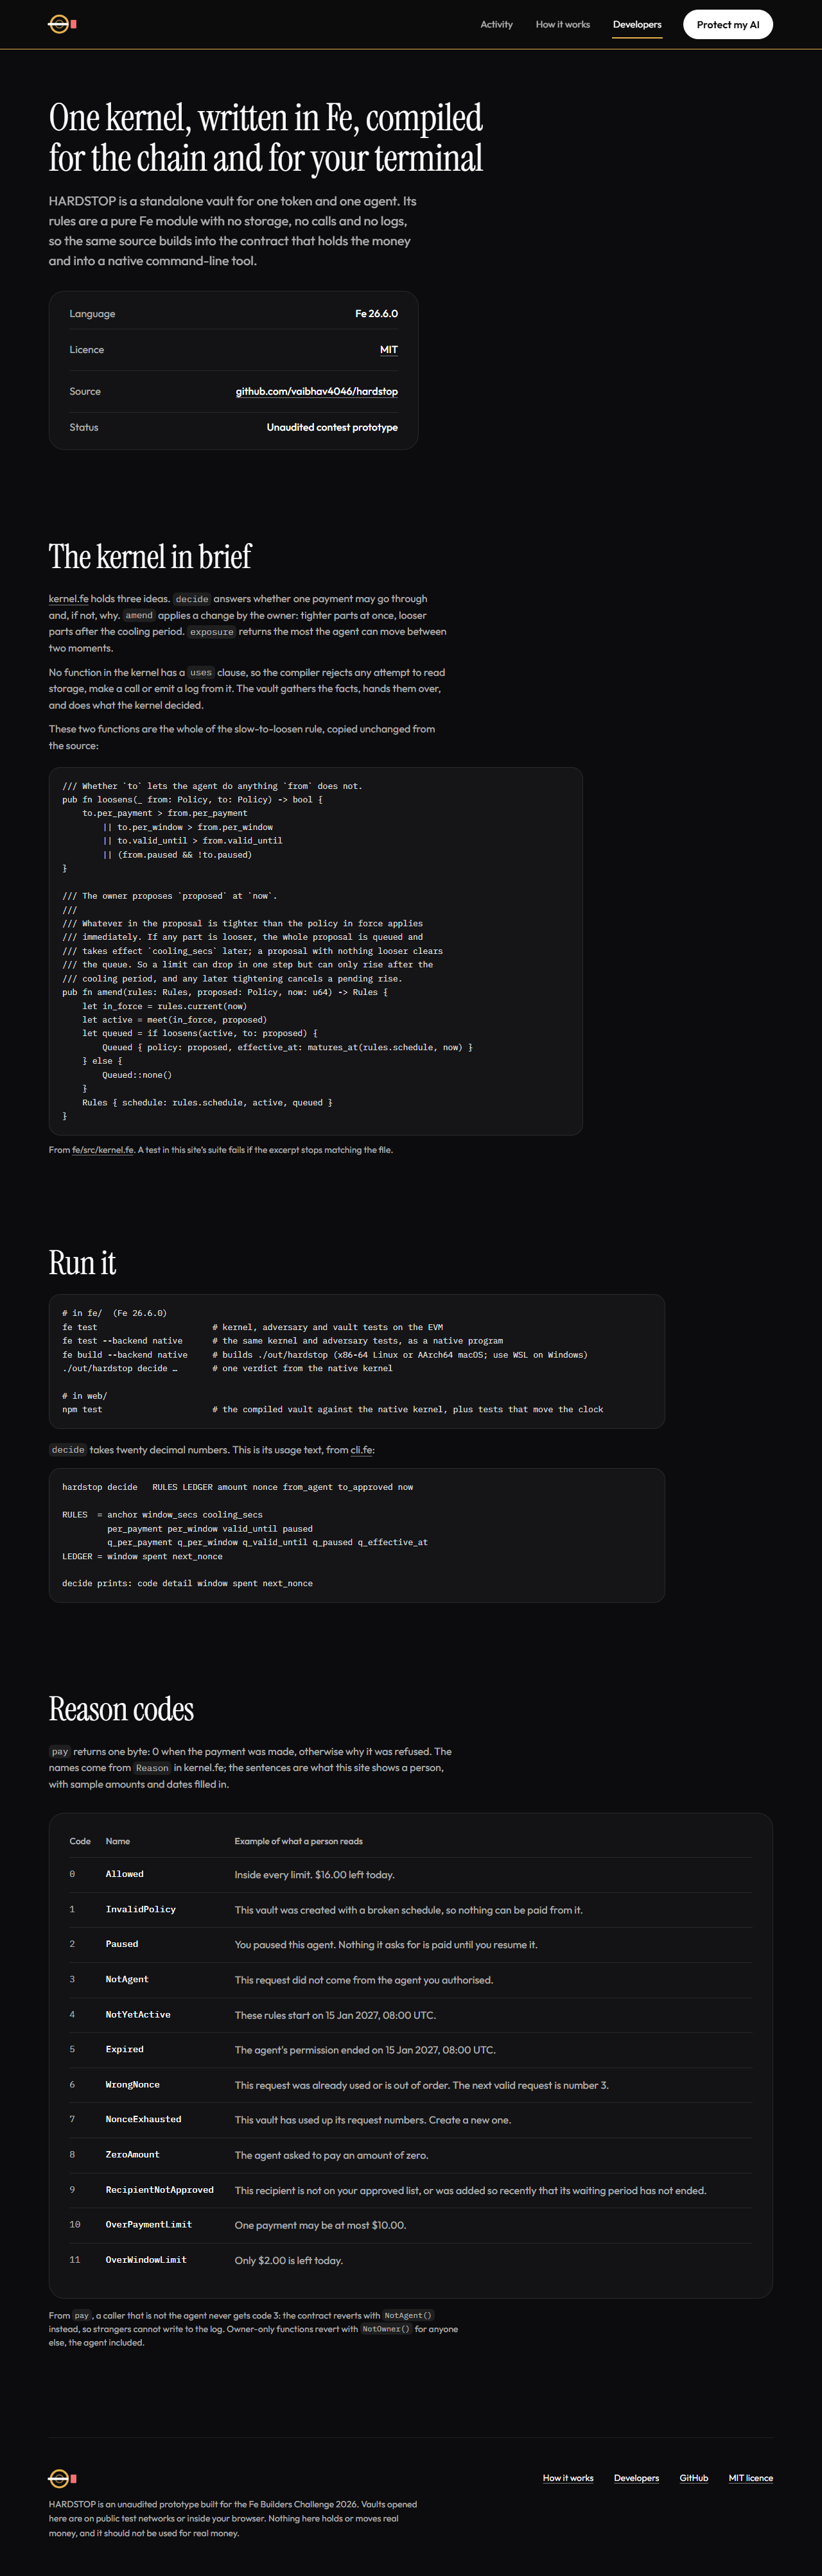 Activity
How it works
Developers
Protect my AI
One kernel, written in Fe, compiled
for the chain and for your terminal
HARDSTOP is a standalone vault for one token and one agent. Its
rules are a pure Fe module with no storage, no calls and no logs,
so the same source builds into the contract that holds the money
and into a native command-line tool.
Language Fe 26.6.0
Licence MIT
Source github.com/vaibhav4046/hardstop
Status Unaudited contest prototype
The kernel in brief
kernel.fe holds three ideas. decide answers whether one payment may go through
and, if not, why. amend applies a change by the owner: tighter parts at once, looser
parts after the cooling period. exposure returns the most the agent can move between
two moments.
No function in the kernel has a uses clause, so the compiler rejects any attempt to read
storage, make a call or emit a log from it. The vault gathers the facts, hands them over,
and does what the kernel decided.
These two functions are the whole of the slow-to-loosen rule, copied unchanged from
the source:
/// Whether `to` lets the agent do anything `from` does not.
pub fn loosens(_ from: Policy, to: Policy) -> bool {
    to.per_payment > from.per_payment
        || to.per_window > from.per_window
        || to.valid_until > from.valid_until
        || (from.paused && !to.paused)
}
/// The owner proposes `proposed` at `now`.
///
/// Whatever in the proposal is tighter than the policy in force applies
/// immediately. If any part is looser, the whole proposal is queued and
/// takes effect `cooling_secs` later; a proposal with nothing looser clears
/// the queue. So a limit can drop in one step but can only rise after the
/// cooling period, and any later tightening cancels a pending rise.
pub fn amend(rules: Rules, proposed: Policy, now: u64) -> Rules {
    let in_force = rules.current(now)
    let active = meet(in_force, proposed)
    let queued = if loosens(active, to: proposed) {
        Queued { policy: proposed, effective_at: matures_at(rules.schedule, now) }
    } else {
        Queued::none()
    }
    Rules { schedule: rules.schedule, active, queued }
}
From fe/src/kernel.fe. A test in this site's suite fails if the excerpt stops matching the file.
Run it
# in fe/  (Fe 26.6.0)
fe test                       # kernel, adversary and vault tests on the EVM
fe test --backend native      # the same kernel and adversary tests, as a native program
fe build --backend native     # builds ./out/hardstop (x86-64 Linux or AArch64 macOS; use WSL on Windows)
./out/hardstop decide …       # one verdict from the native kernel
# in web/
npm test                      # the compiled vault against the native kernel, plus tests that move the clock
decide takes twenty decimal numbers. This is its usage text, from cli.fe:
hardstop decide   RULES LEDGER amount nonce from_agent to_approved now
RULES  = anchor window_secs cooling_secs
         per_payment per_window valid_until paused
         q_per_payment q_per_window q_valid_until q_paused q_effective_at
LEDGER = window spent next_nonce
decide prints: code detail window spent next_nonce
Reason codes
pay returns one byte: 0 when the payment was made, otherwise why it was refused. The
names come from Reason in kernel.fe; the sentences are what this site shows a person,
with sample amounts and dates filled in.
Code Name Example of what a person reads
0 Allowed Inside every limit. $16.00 left today.
1 InvalidPolicy This vault was created with a broken schedule, so nothing can be paid from it.
2 Paused You paused this agent. Nothing it asks for is paid until you resume it.
3 NotAgent This request did not come from the agent you authorised.
4 NotYetActive These rules start on 15 Jan 2027, 08:00 UTC.
5 Expired The agent's permission ended on 15 Jan 2027, 08:00 UTC.
6 WrongNonce This request was already used or is out of order. The next valid request is number 3.
7 NonceExhausted This vault has used up its request numbers. Create a new one.
8 ZeroAmount The agent asked to pay an amount of zero.
9 RecipientNotApproved This recipient is not on your approved list, or was added so recently that its waiting period has not ended.
10 OverPaymentLimit One payment may be at most $10.00.
11 OverWindowLimit Only $2.00 is left today.
From pay, a caller that is not the agent never gets code 3: the contract reverts with NotAgent()
instead, so strangers cannot write to the log. Owner-only functions revert with NotOwner() for anyone
else, the agent included.
How it works
Developers
GitHub
MIT licence
HARDSTOP is an unaudited prototype built for the Fe Builders Challenge 2026. Vaults opened
here are on public test networks or inside your browser. Nothing here holds or moves real
money, and it should not be used for real money.